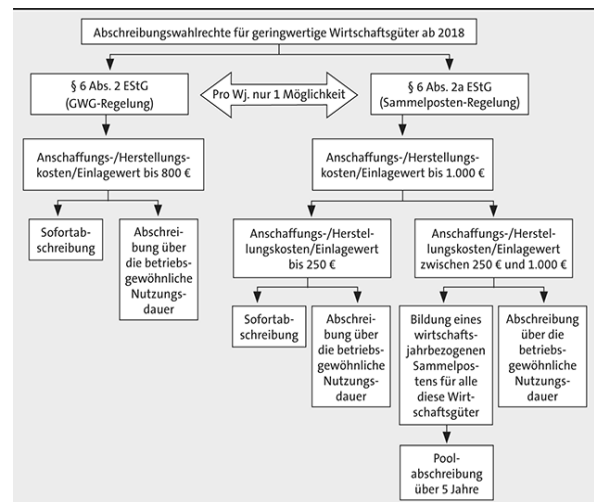 Abschreibungswahlrechte für geringwertige Wirtschaftsgüter ab 2018
§ 6 Abs. 2 EStG
(GWG-Regelung)
Pro Wj. nur 1 Möglichkeit
§ 6 Abs. 2a EStG
(Sammelposten-Regelung)
Anschaffungs-/Herstellungs-
kosten/Einlagewert bis 800 €
Anschaffungs-/Herstellungs-
kosten/Einlagewert bis 1.000 €
Sofortab-
schreibung
Abschrei-
bung über
die betriebs-
gewöhnliche
Nutzungs-
dauer
Anschaffungs-/Herstel-
lungskosten/Einlagewert
bis 250 €
Anschaffungs-/Herstel-
lungskosten/Einlagewert
zwischen 250 € und 1.000 €
Sofortab-
schreibung
Abschrei-
bung über
die betriebs-
gewöhnliche
Nutzungs-
dauer
Bildung eines
wirtschafts-
jahrbezogenen
Sammelpos-
tens für alle
diese Wirt-
schaftsgüter
Abschreibung
über die be-
triebsge-
wöhnliche
Nutzungs-
dauer
Pool-
abschreibung
über 5 Jahre